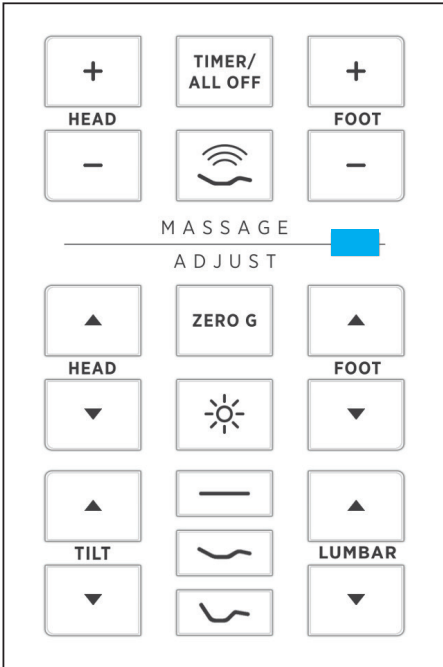 + TIMER/ +
ALL OFF
HEAD FOOT
- -
MASSAGE
ADJUST
ZERO G
HEAD FOOT
TILT LUMBAR